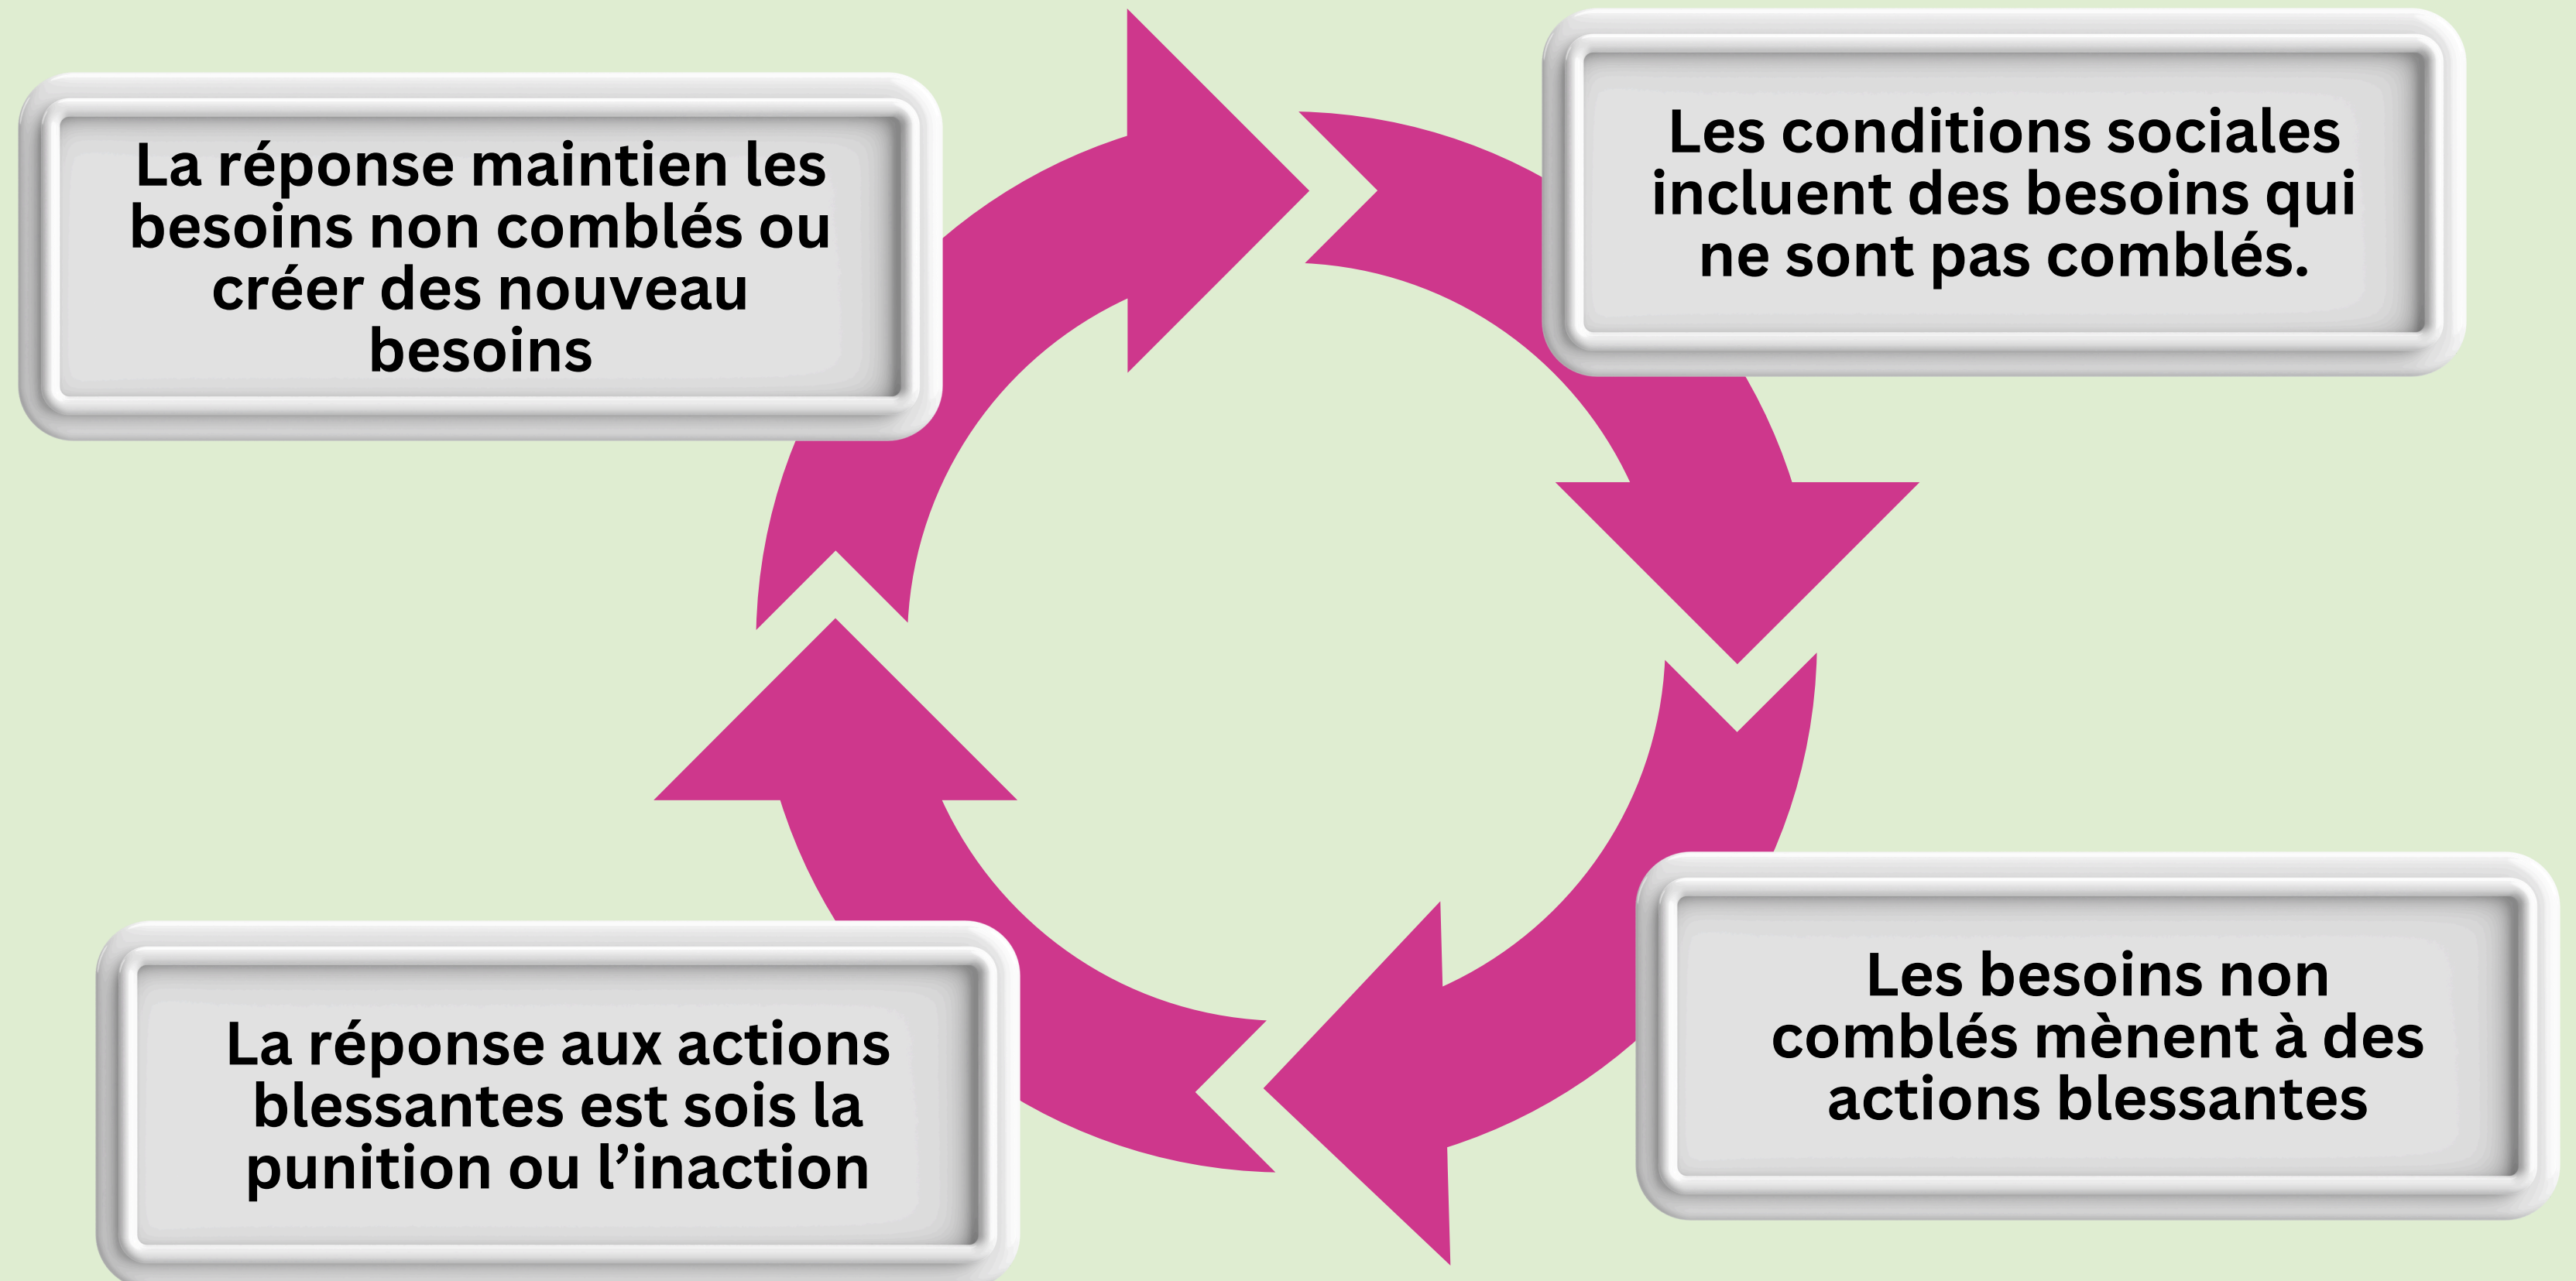 La réponse maintien les
besoins non comblés ou
créer des nouveau
besoins
Les conditions sociales
incluent des besoins qui
ne sont pas comblés.
La réponse aux actions
blessantes est sois la
punition ou l’inaction
Les besoins non
comblés mènent à des
actions blessantes